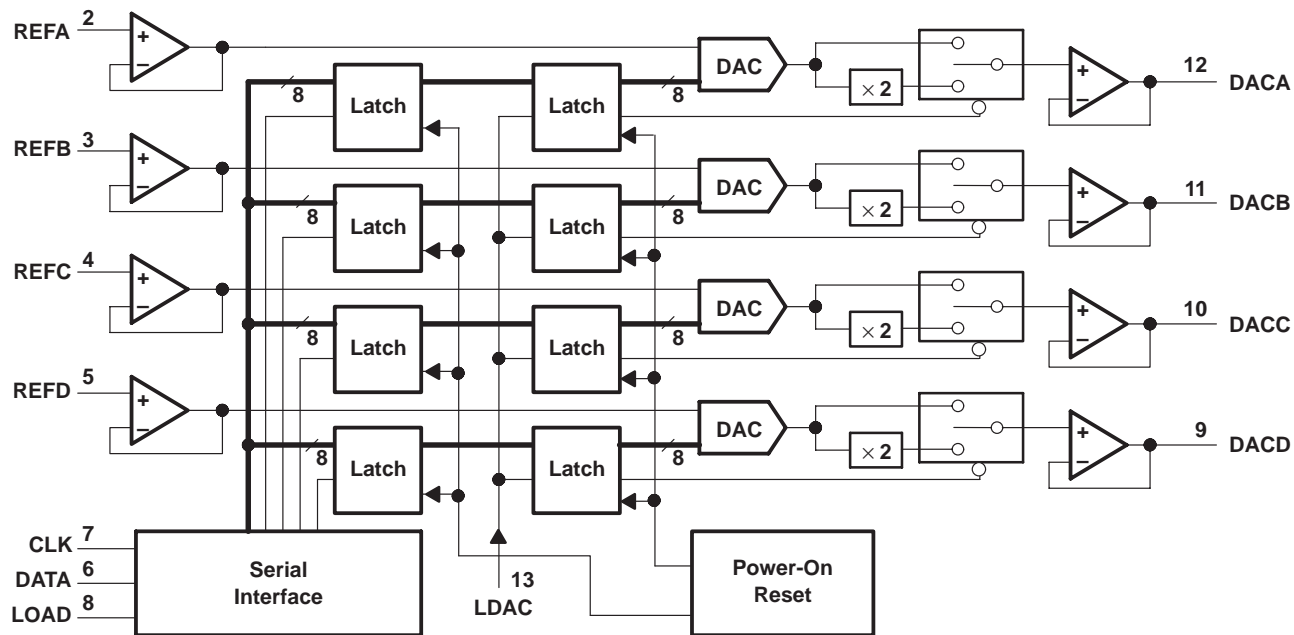 REFA 2
+
−
8
Latch
Latch
8
DAC
× 2
+
−
12
DACA
REFB 3
+
−
8
Latch
Latch
8
DAC
× 2
+
−
11
DACB
REFC 4
+
−
8
Latch
Latch
8
DAC
× 2
+
−
10
DACC
REFD 5
+
−
8
Latch
Latch
8
DAC
× 2
+
−
9
DACD
CLK 7
DATA 6
LOAD 8
Serial
Interface
13
LDAC
Power-On
Reset